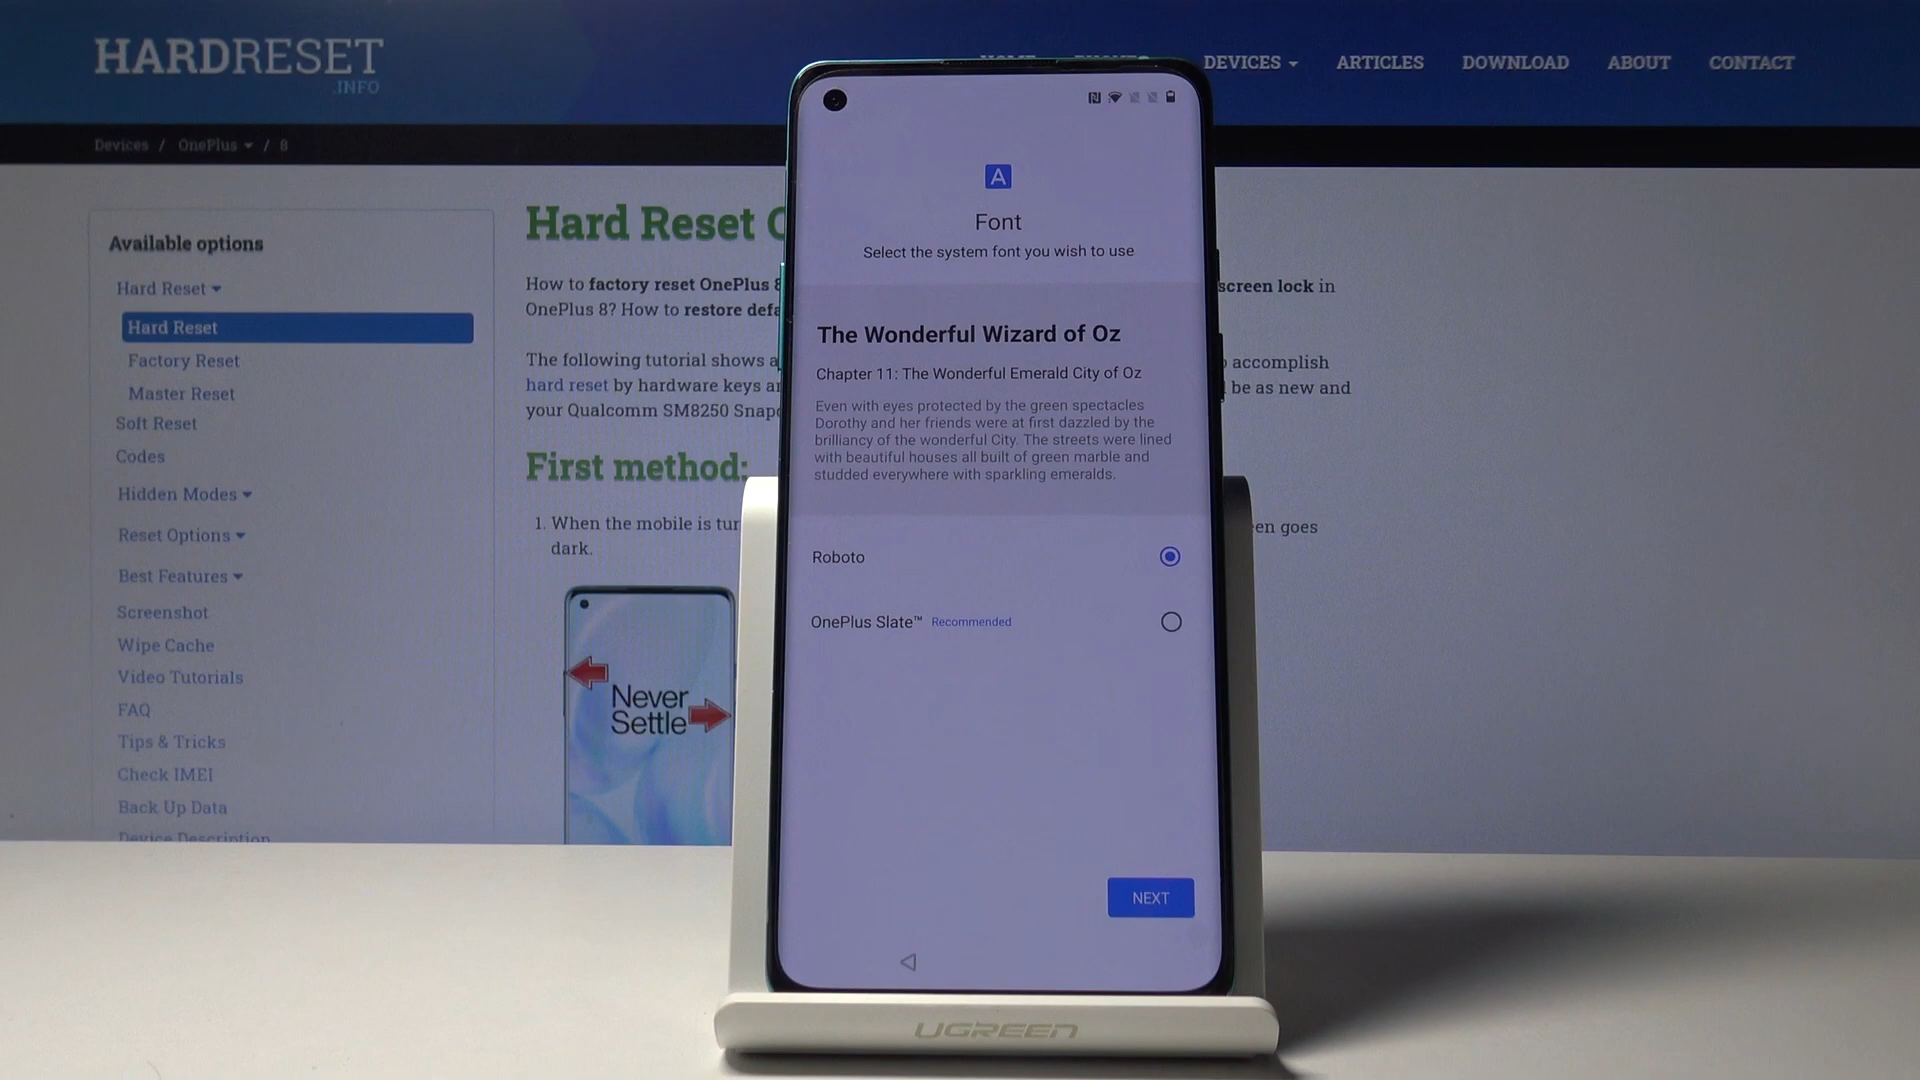 HARDRESET
.INFO
DEVICES
ARTICLES
DOWNLOAD
ABOUT
CONTACT
Devices / OnePlus / 8
Available options
Hard Reset
Hard Reset
Factory Reset
Master Reset
Soft Reset
Codes
Hidden Modes
Reset Options
Best Features
Screenshot
Wipe Cache
Video Tutorials
FAQ
Tips & Tricks
Check IMEI
Back Up Data
Device Description
Hard Reset
How to factory reset OnePlus 8
screen lock in
OnePlus 8? How to restore
The following tutorial shows
accomplish
hard reset by hardware keys
be as new and
your Qualcomm SM8250
First method:
1. When the mobile is
goes
dark.
Never
Settle
A
Font
Select the system font you wish to use
The Wonderful Wizard of Oz
Chapter 11: The Wonderful Emerald City of Oz
Even with eyes protected by the green spectacles
Dorothy and her friends were at first dazzled by the
brilliancy of the wonderful City. The streets were lined
with beautiful houses all built of green marble and
studded everywhere with sparkling emeralds.
Roboto
OnePlus Slate™ Recommended
NEXT
UGREEN